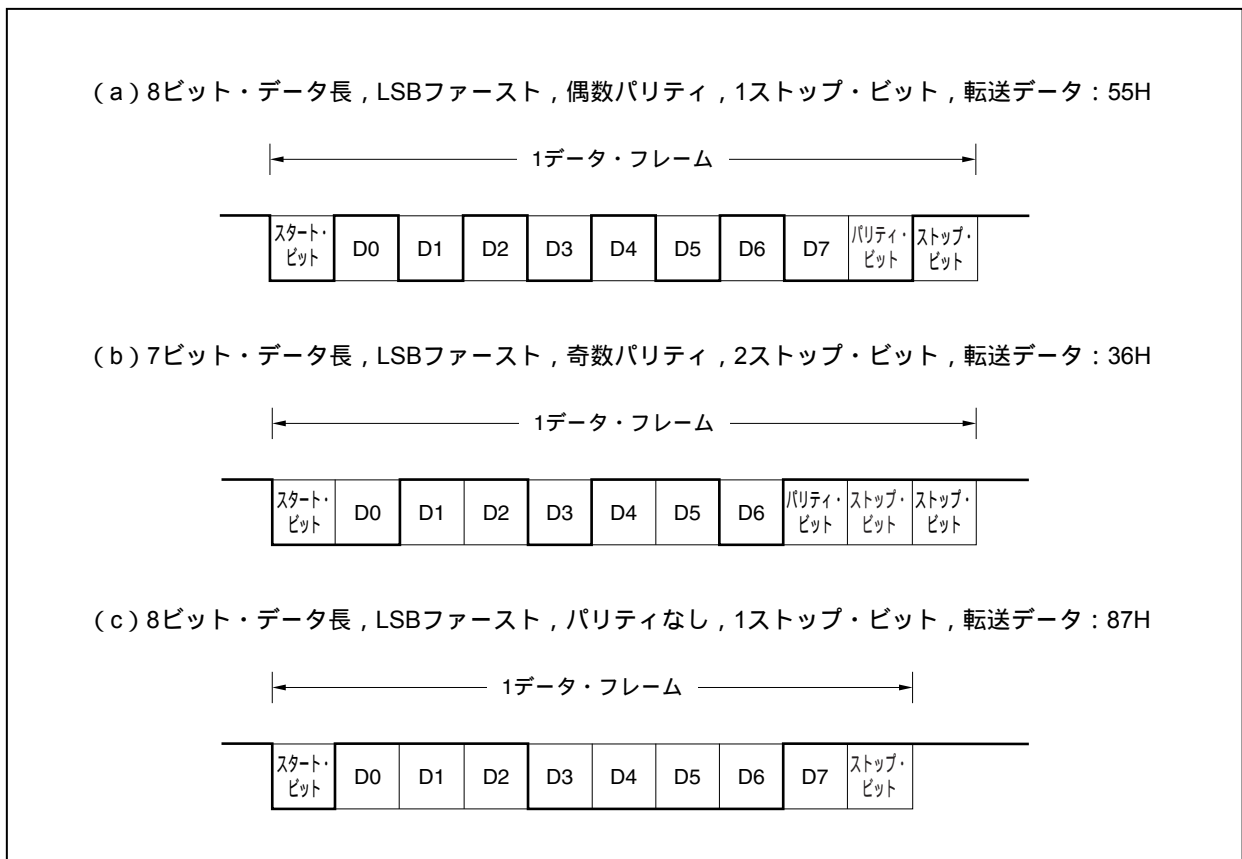 （a）8ビット・データ長，LSBファースト，偶数パリティ，1ストップ・ビット，転送データ：55H
1データ・フレーム
スタート・ビット D0 D1 D2 D3 D4 D5 D6 D7 パリティ・ビット ストップ・ビット
（b）7ビット・データ長，LSBファースト，奇数パリティ，2ストップ・ビット，転送データ：36H
1データ・フレーム
スタート・ビット D0 D1 D2 D3 D4 D5 D6 パリティ・ビット ストップ・ビット ストップ・ビット
（c）8ビット・データ長，LSBファースト，パリティなし，1ストップ・ビット，転送データ：87H
1データ・フレーム
スタート・ビット D0 D1 D2 D3 D4 D5 D6 D7 ストップ・ビット